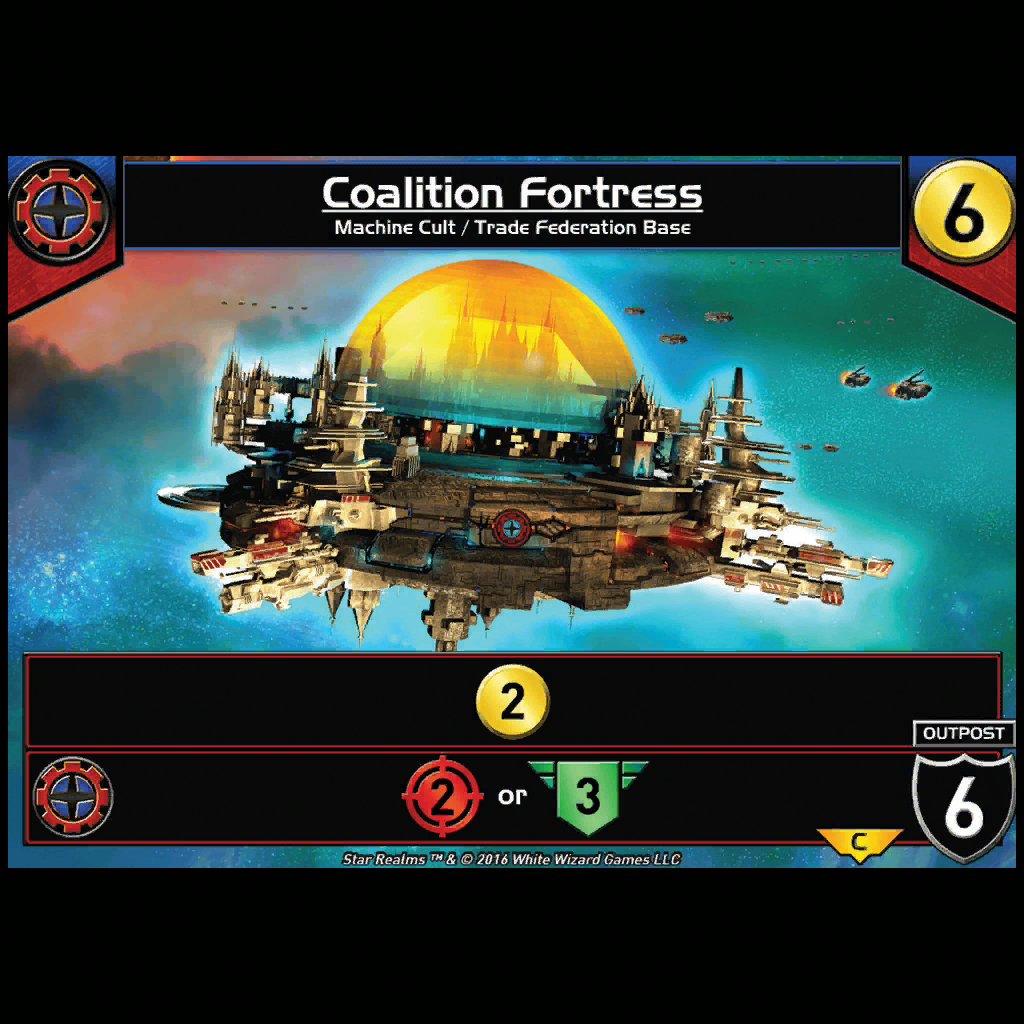 Coalition Fortress
6
Machine Cult / Trade Federation Base
2
OUTPOST
2 or 3
6
C
Star Realms ™ & © 2016 White Wizard Games LLC